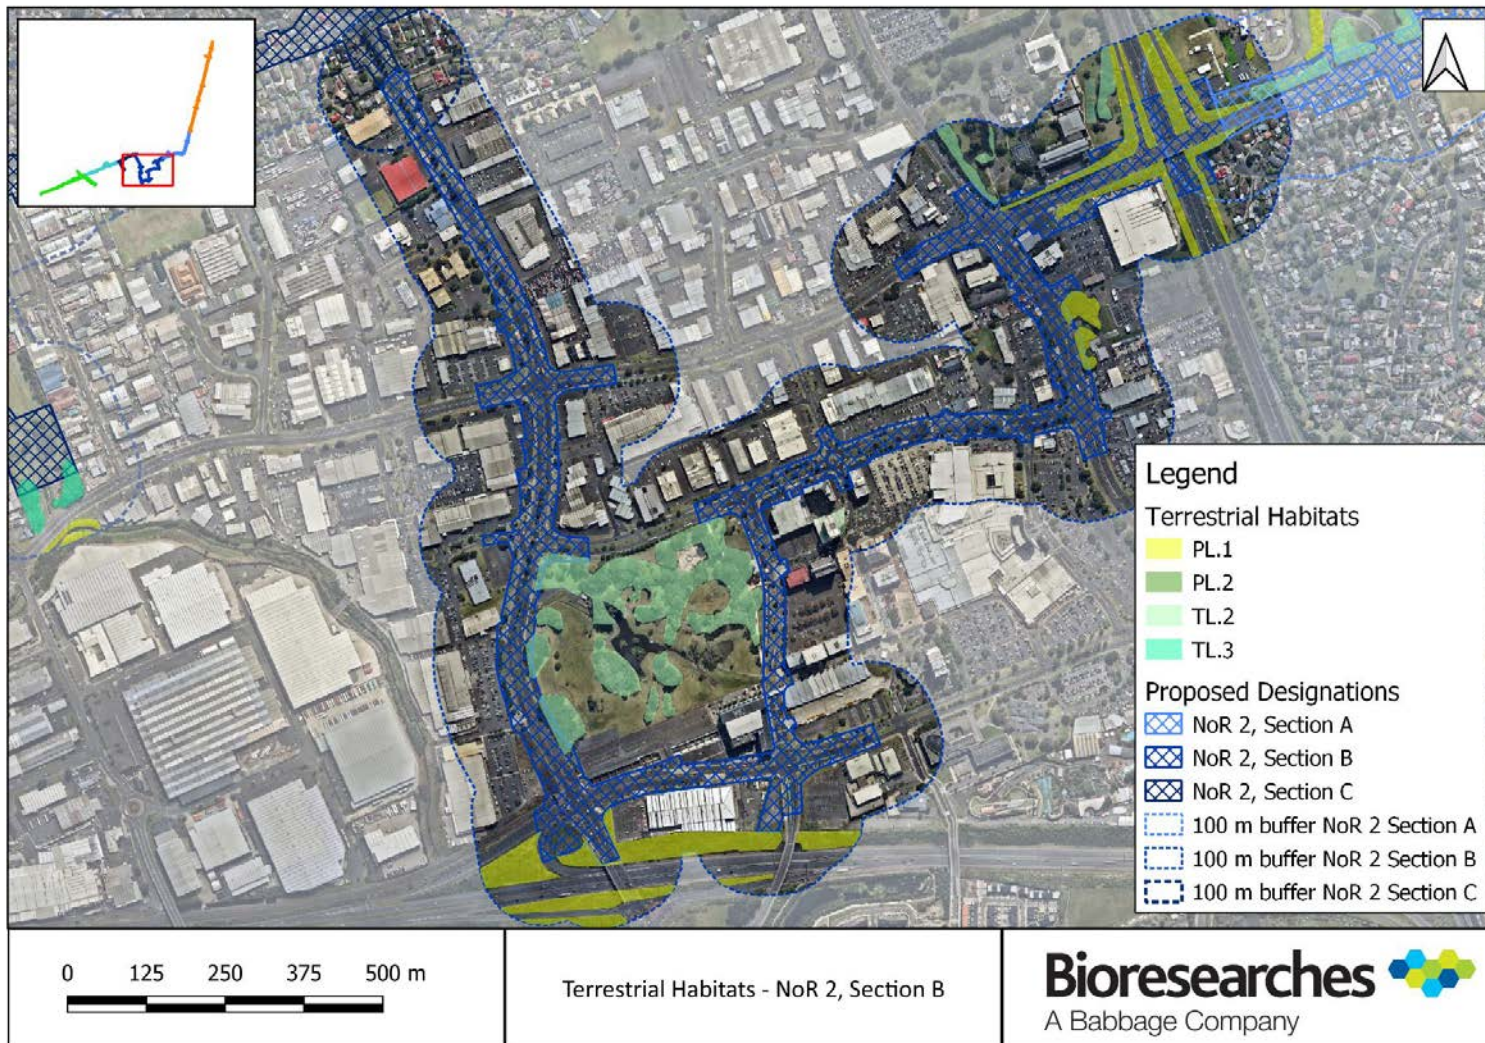 Legend
Terrestrial Habitats
PL.1
PL.2
TL.2
TL.3
Proposed Designations
NoR 2, Section A
NoR 2, Section B
NoR 2, Section C
100 m buffer NoR 2 Section A
100 m buffer NoR 2 Section B
100 m buffer NoR 2 Section C
0 125 250 375 500 m
Terrestrial Habitats - NoR 2, Section B
Bioresearches
A Babbage Company